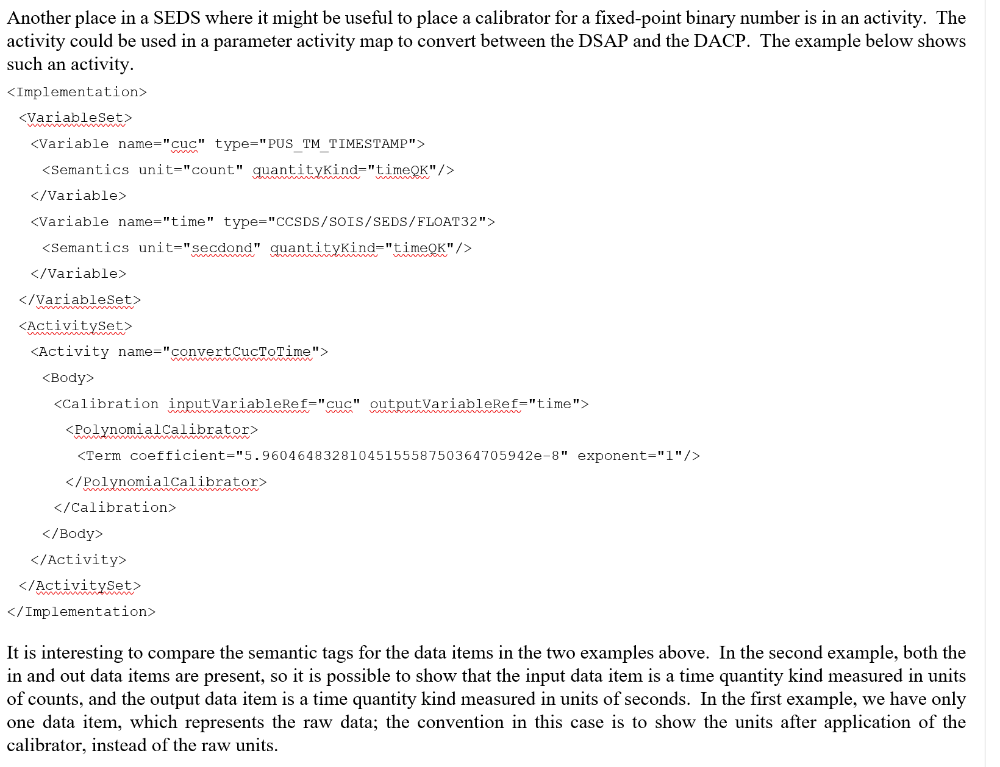 Another place in a SEDS where it might be useful to place a calibrator for a fixed-point binary number is in an activity.  The
activity could be used in a parameter activity map to convert between the DSAP and the DACP.  The example below shows
such an activity.
<Implementation>
 <VariableSet>
  <Variable name="cuc" type="PUS_TM_TIMESTAMP">
   <Semantics unit="count" quantityKind="timeQK"/>
  </Variable>
  <Variable name="time" type="CCSDS/SOIS/SEDS/FLOAT32">
   <Semantics unit="secdond" quantityKind="timeQK"/>
  </Variable>
 </VariableSet>
 <ActivitySet>
  <Activity name="convertCucToTime">
   <Body>
    <Calibration inputVariableRef="cuc" outputVariableRef="time">
     <PolynomialCalibrator>
      <Term coefficient="5.9604648328104515558750364705942e-8" exponent="1"/>
     </PolynomialCalibrator>
    </Calibration>
   </Body>
  </Activity>
 </ActivitySet>
</Implementation>
It is interesting to compare the semantic tags for the data items in the two examples above.  In the second example, both the
in and out data items are present, so it is possible to show that the input data item is a time quantity kind measured in units
of counts, and the output data item is a time quantity kind measured in units of seconds.  In the first example, we have only
one data item, which represents the raw data; the convention in this case is to show the units after application of the
calibrator, instead of the raw units.